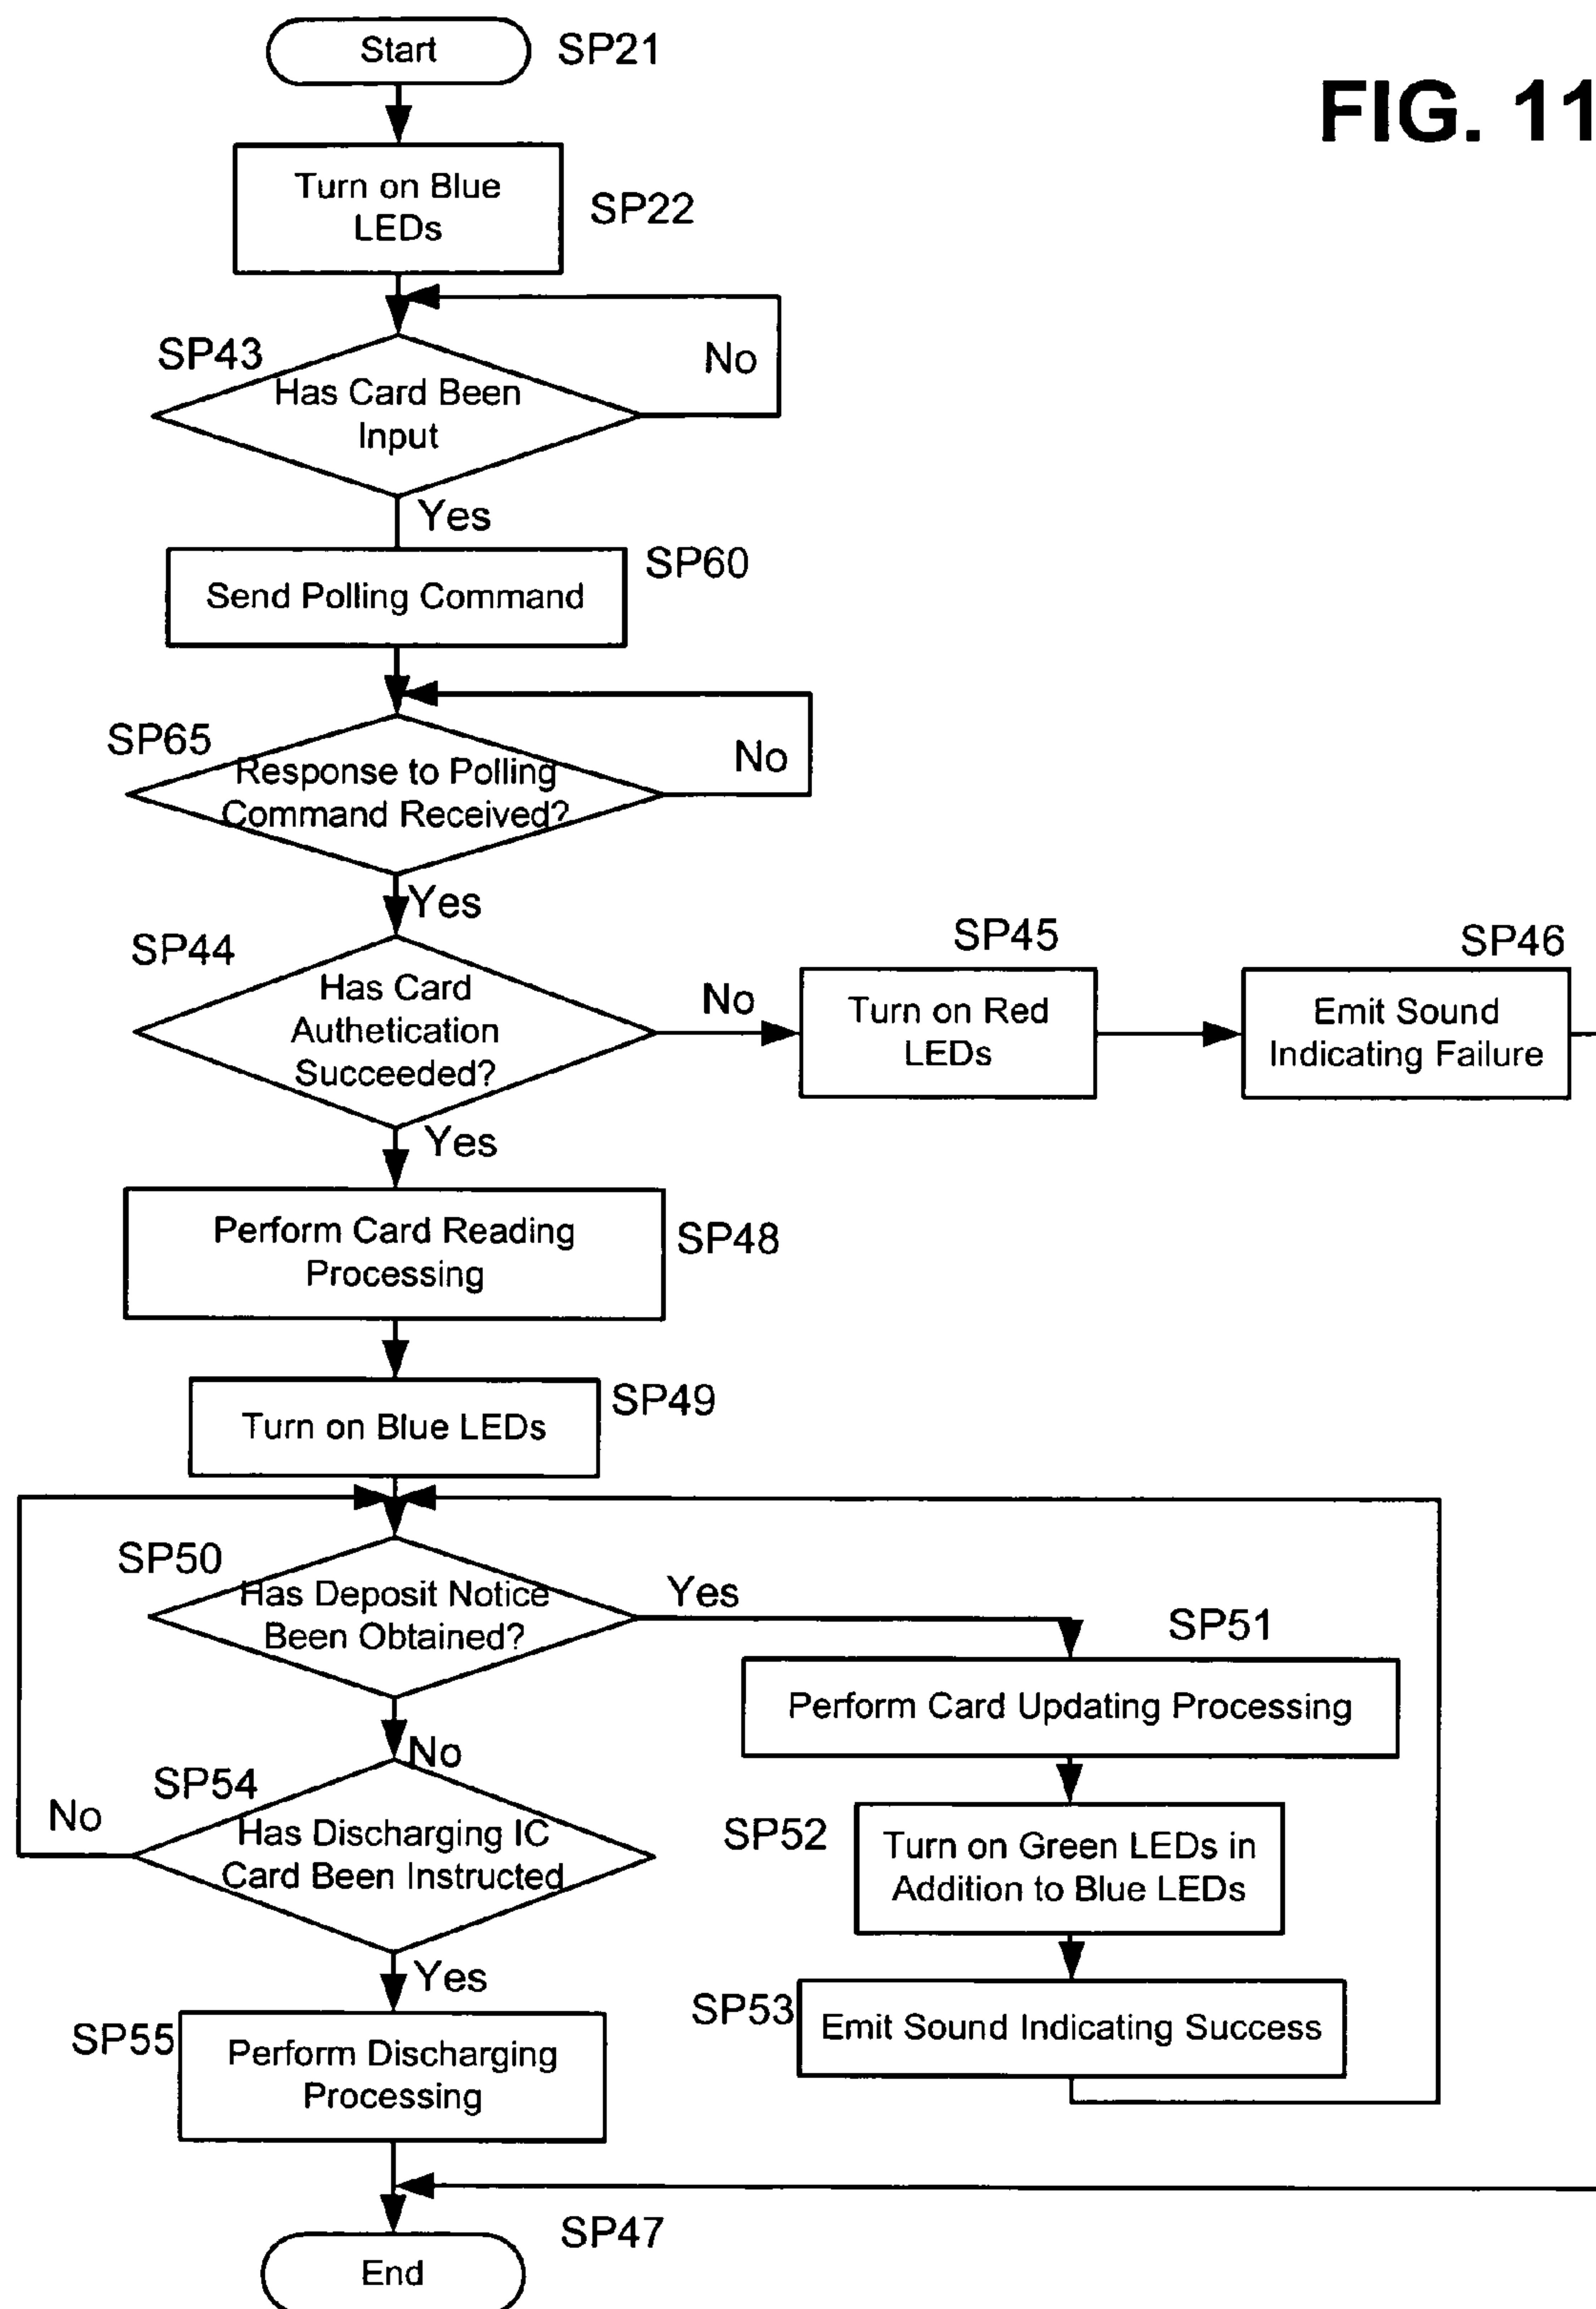 Start
SP21
FIG. 11
Turn on Blue
LEDs
SP22
SP43
No
Has Card Been
Input
Yes
SP60
Send Polling Command
SP65
No
Response to Polling
Command Received?
Yes
SP44
Has Card
Authetication
Succeeded?
No
SP45
Turn on Red
LEDs
SP46
Emit Sound
Indicating Failure
Yes
Perform Card Reading
Processing
SP48
SP49
Turn on Blue LEDs
SP50
Has Deposit Notice
Been Obtained?
Yes
SP51
Perform Card Updating Processing
No
SP54
No
Has Discharging IC
Card Been Instructed
SP52
Turn on Green LEDs in
Addition to Blue LEDs
Yes
SP53
Emit Sound Indicating Success
SP55
Perform Discharging
Processing
SP47
End